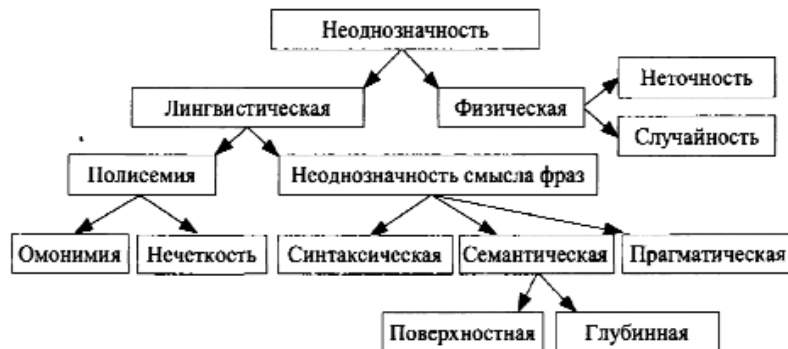 Неоднозначность
Неточность
Лингвистическая
Физическая
Случайность
Полисемия
Неоднозначность смысла фраз
Омонимия
Нечеткость
Синтаксическая
Семантическая
Прагматическая
Поверхностная
Глубинная